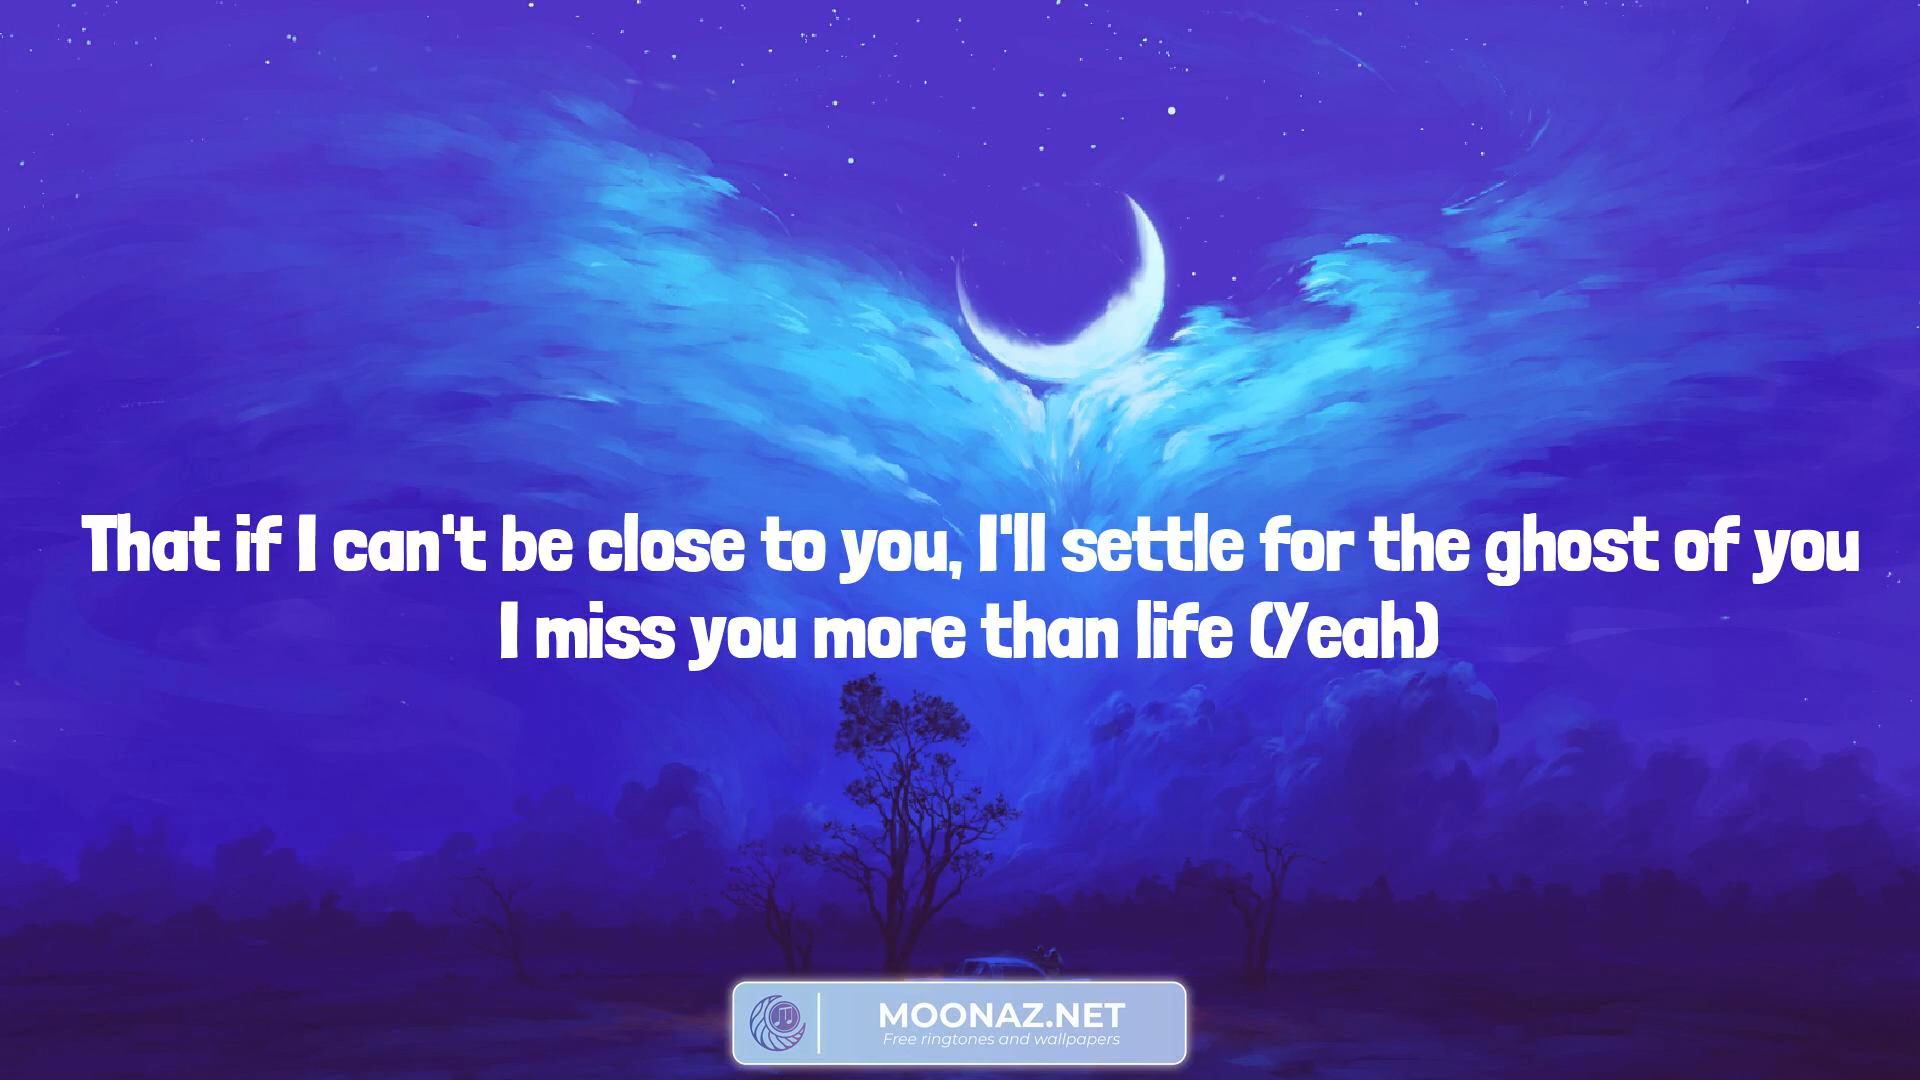 That if I can't be close to you, I'll settle for the ghost of you
I miss you more than life (Yeah)
MOONAZ.NET
Free ringtones and wallpapers